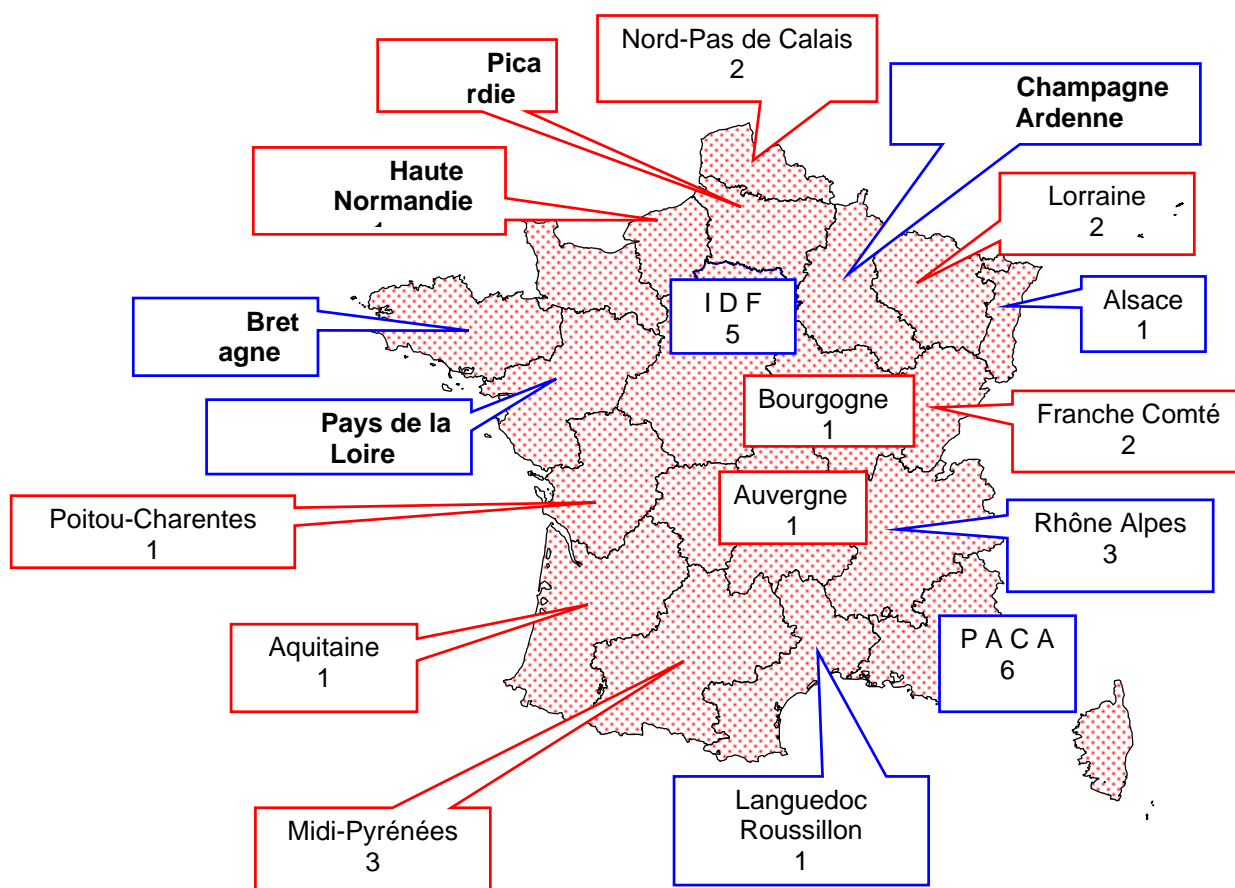 Nord-Pas de Calais
2
Pica
rdie
Champagne
Ardenne
Haute
Normandie
Lorraine
2
I D F
5
Alsace
1
Bret
agne
Bourgogne
1
Franche Comté
2
Pays de la
Loire
Auvergne
1
Poitou-Charentes
1
Rhône Alpes
3
Aquitaine
1
P A C A
6
Languedoc
Roussillon
1
Midi-Pyrénées
3